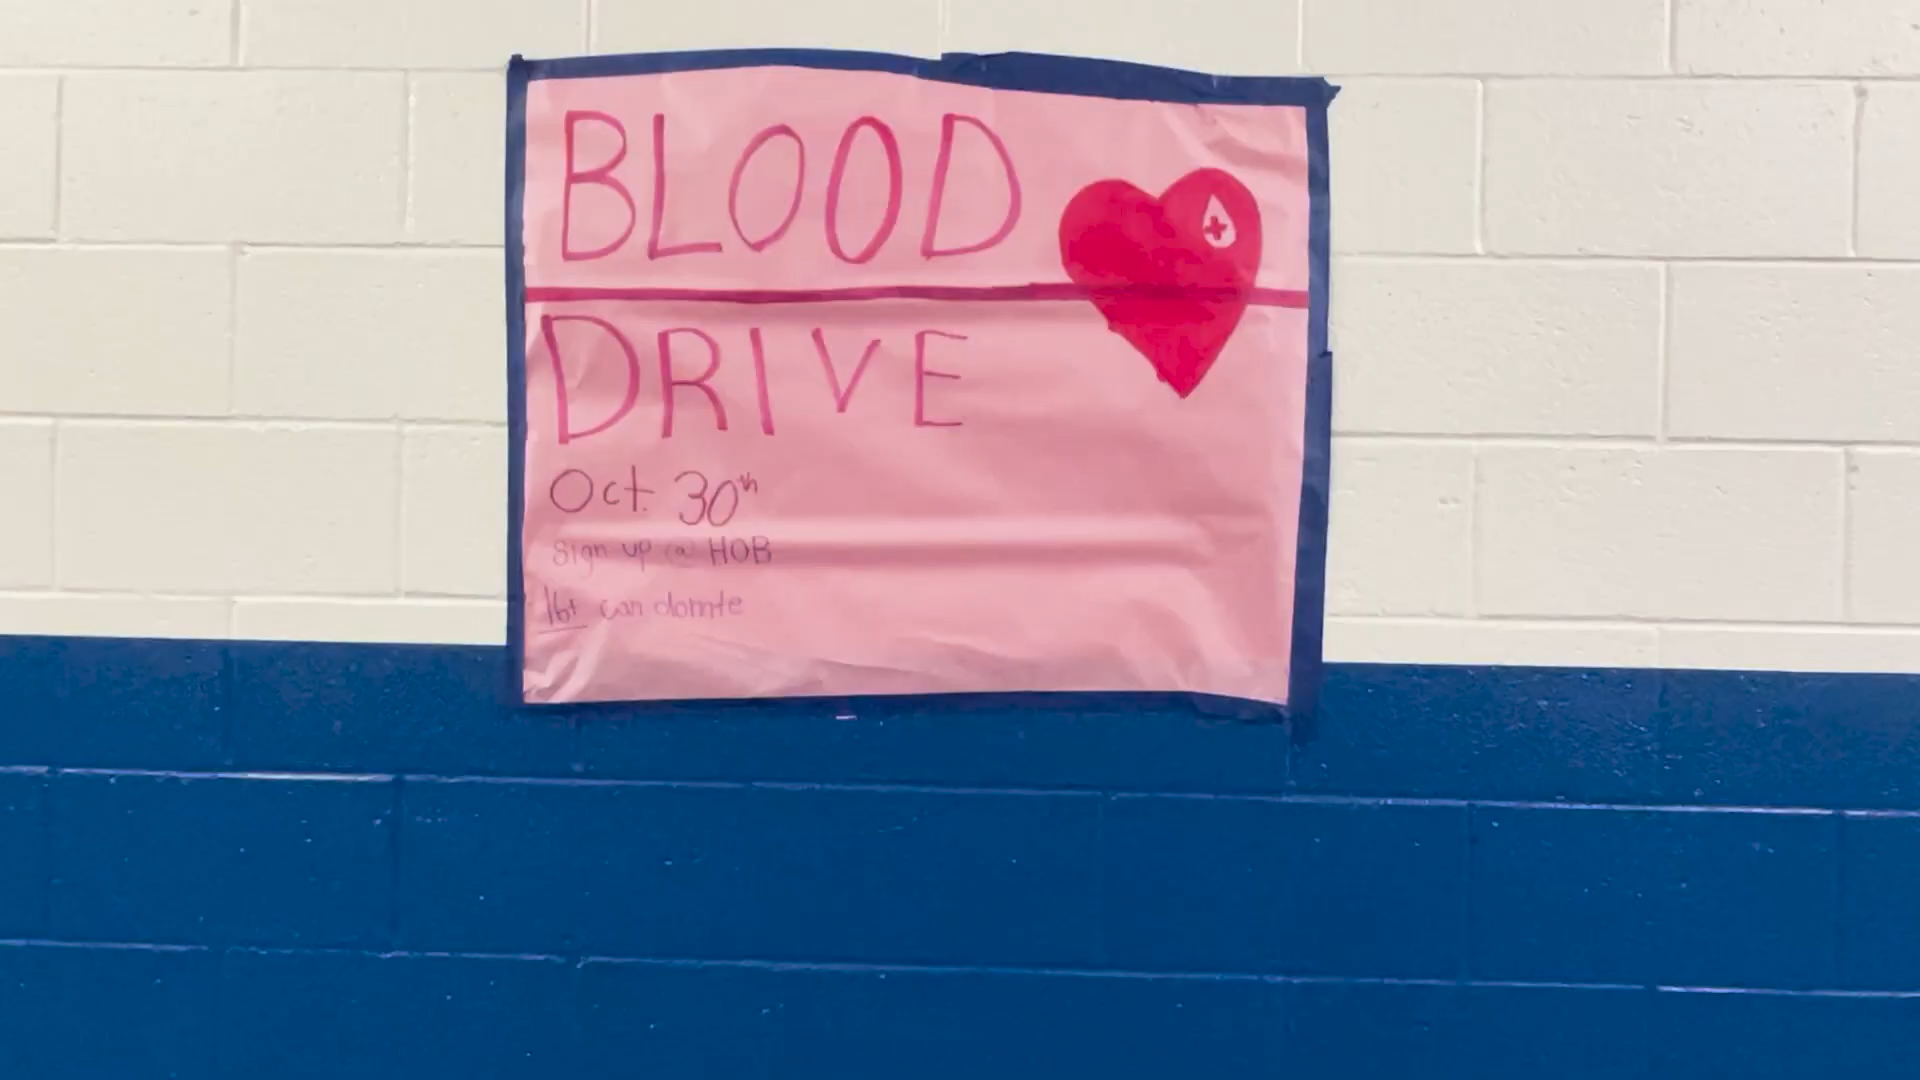 BLOOD
DRIVE
Oct. 30th
sign up @ HOB
16+ can donate